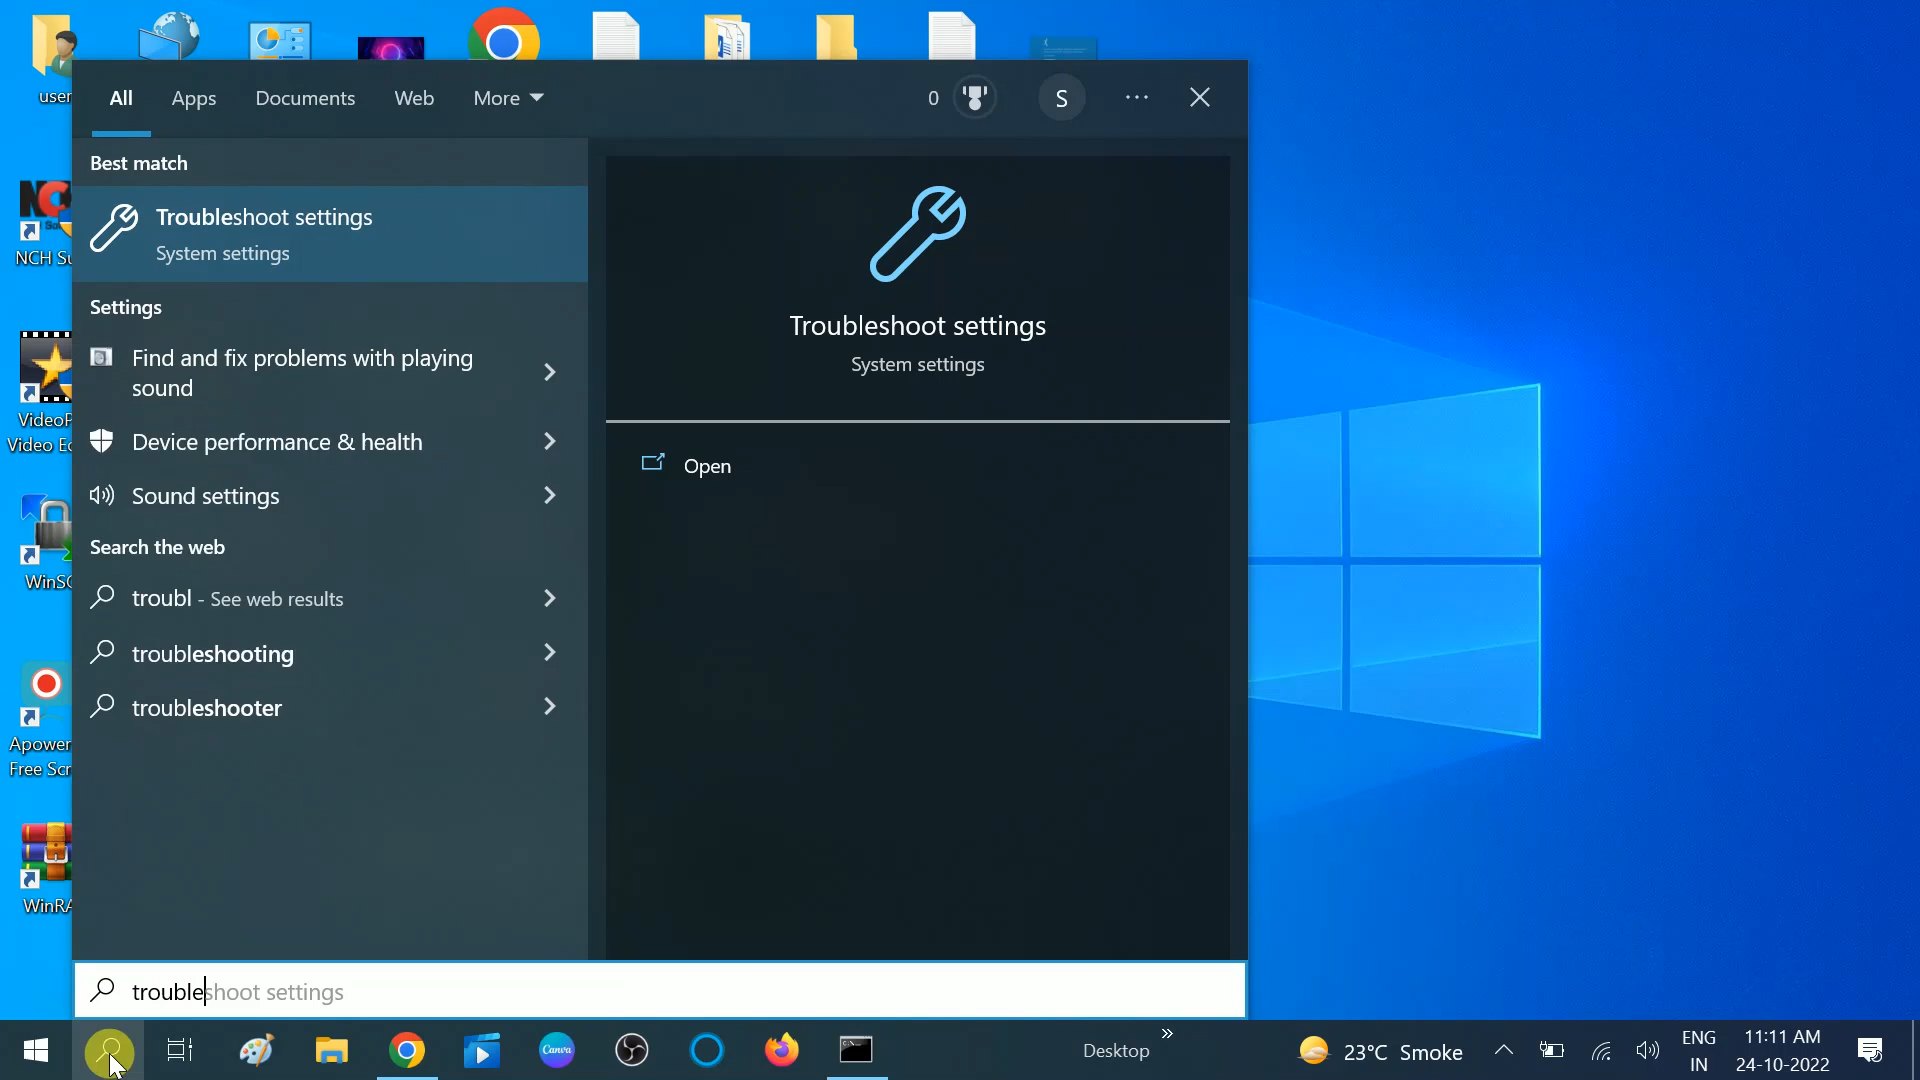 user
NCH Su
VideoP
Video Ec
WinSC
Apower
Free Scr
WinRA
All Apps Documents Web More 0 S
Best match
Troubleshoot settings
System settings
Settings
Find and fix problems with playing
sound
Device performance & health
Sound settings
Search the web
troubl - See web results
troubleshooting
troubleshooter
Troubleshoot settings
System settings
Open
troubleshoot settings
Canva
Desktop
23°C Smoke
ENG
IN
11:11 AM
24-10-2022